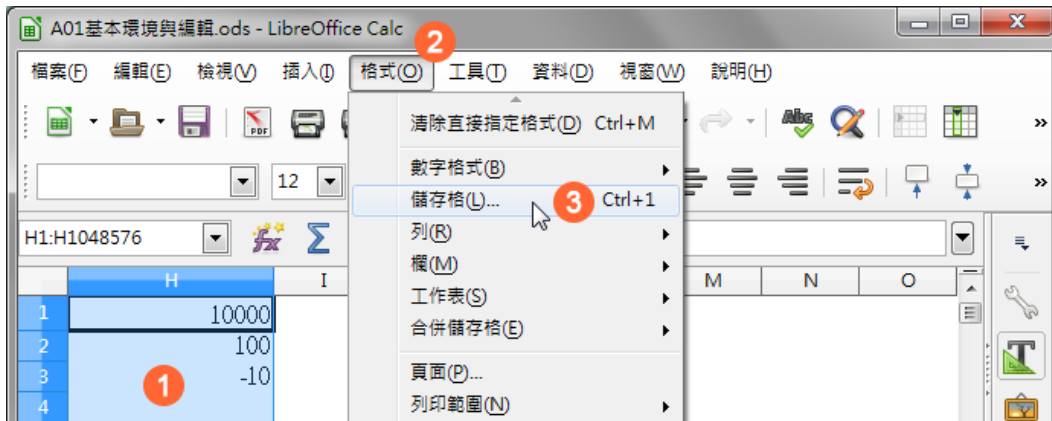 A01基本環境與編輯.ods - LibreOffice Calc
2
檔案(F) 編輯(E) 檢視(V) 插入(I) 格式(O) 工具(T) 資料(D) 視窗(W) 說明(H)
PDF
清除直接指定格式(D) Ctrl+M
Abc
»
數字格式(B)
12
儲存格(L)... 3 Ctrl+1
»
H1:H1048576 fx Σ
列(R)
欄(M)
H I M N O
工作表(S)
1 10000
合併儲存格(E)
2 100
3 -10
1
頁面(P)...
4
列印範圍(N)